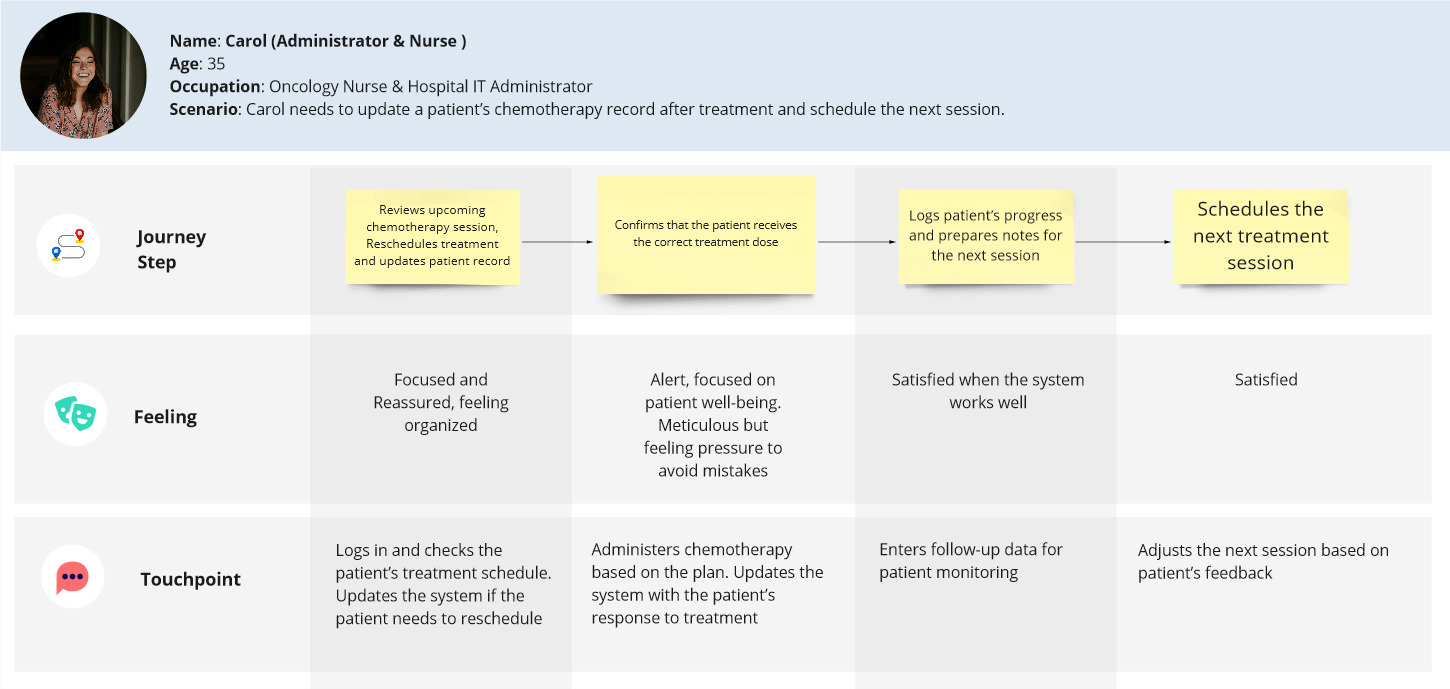 Name: Carol (Administrator & Nurse )
Age: 35
Occupation: Oncology Nurse & Hospital IT Administrator
Scenario: Carol needs to update a patient’s chemotherapy record after treatment and schedule the next session.
Journey
Step
Reviews upcoming
chemotherapy session,
Reschedules treatment
and updates patient record
Confirms that the patient receives
the correct treatment dose
Logs patient’s progress
and prepares notes for
the next session
Schedules the
next treatment
session
Feeling
Focused and
Reassured, feeling
organized
Alert, focused on
patient well-being.
Meticulous but
feeling pressure to
avoid mistakes
Satisfied when the system
works well
Satisfied
Touchpoint
Logs in and checks the
patient’s treatment schedule.
Updates the system if the
patient needs to reschedule
Administers chemotherapy
based on the plan. Updates the
system with the patient’s
response to treatment
Enters follow-up data for
patient monitoring
Adjusts the next session based on
patient’s feedback